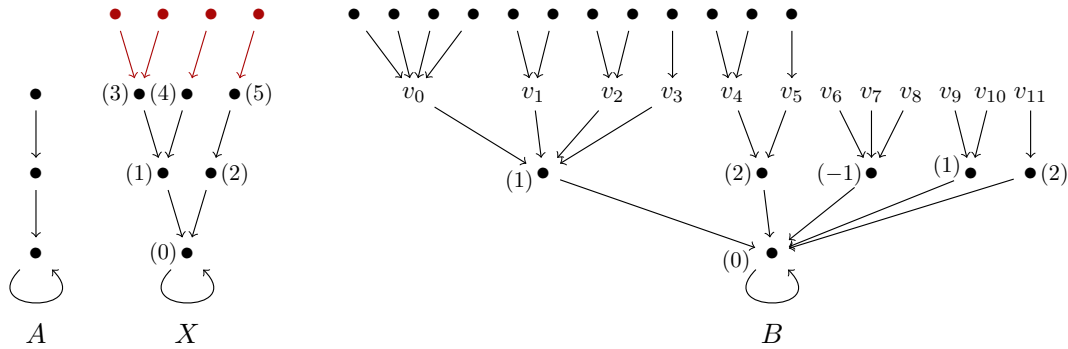 (3) (4) (5) v₀ v₁ v₂ v₃ v₄ v₅ v₆ v₇ v₈ v₉ v₁₀ v₁₁
(1) (2) (1) (2) (−1) (1) (2)
(0) (0)
A X B